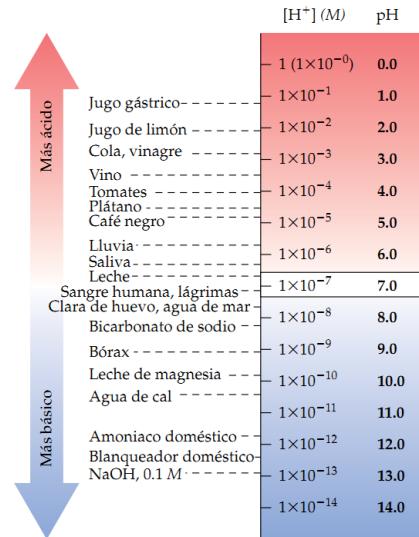 [H⁺] (M) pH
1 (1×10⁻⁰) 0.0
Jugo gástrico 1×10⁻¹ 1.0
Jugo de limón 1×10⁻² 2.0
Cola, vinagre 1×10⁻³ 3.0
Vino
Tomates 1×10⁻⁴ 4.0
Plátano
Café negro 1×10⁻⁵ 5.0
Lluvia 1×10⁻⁶ 6.0
Saliva
Leche
Sangre humana, lágrimas 1×10⁻⁷ 7.0
Clara de huevo, agua de mar
1×10⁻⁸ 8.0
Bicarbonato de sodio
Bórax 1×10⁻⁹ 9.0
Leche de magnesia 1×10⁻¹⁰ 10.0
Agua de cal
1×10⁻¹¹ 11.0
Amoniaco doméstico 1×10⁻¹² 12.0
Blanqueador doméstico
NaOH, 0.1 M 1×10⁻¹³ 13.0
1×10⁻¹⁴ 14.0
Más ácido
Más básico